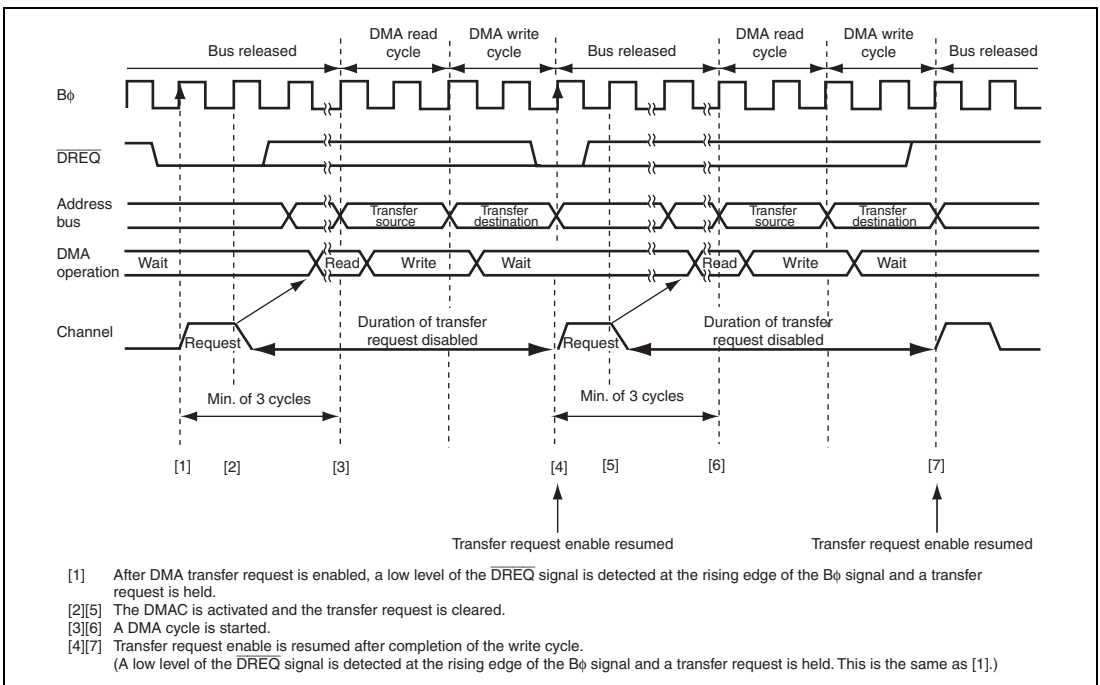 Bus released DMA read cycle DMA write cycle Bus released DMA read cycle DMA write cycle Bus released
Bϕ
DREQ
Address bus
Transfer source Transfer destination Transfer source Transfer destination
DMA operation
Wait Read Write Wait Read Write Wait
Channel
Request Duration of transfer request disabled Request Duration of transfer request disabled
Min. of 3 cycles Min. of 3 cycles
[1] [2] [3] [4] [5] [6] [7]
Transfer request enable resumed Transfer request enable resumed
[1] After DMA transfer request is enabled, a low level of the DREQ signal is detected at the rising edge of the Bϕ signal and a transfer
request is held.
[2][5] The DMAC is activated and the transfer request is cleared.
[3][6] A DMA cycle is started.
[4][7] Transfer request enable is resumed after completion of the write cycle.
(A low level of the DREQ signal is detected at the rising edge of the Bϕ signal and a transfer request is held. This is the same as [1].)